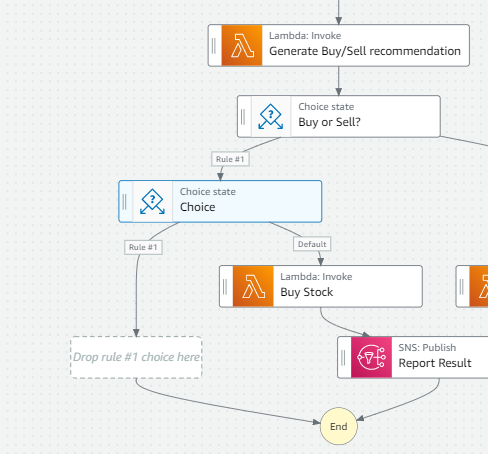 Lambda: Invoke
Generate Buy/Sell recommendation
Choice state
Buy or Sell?
Rule #1
Choice state
Choice
Rule #1
Default
Lambda: Invoke
Buy Stock
Drop rule #1 choice here
SNS: Publish
Report Result
End